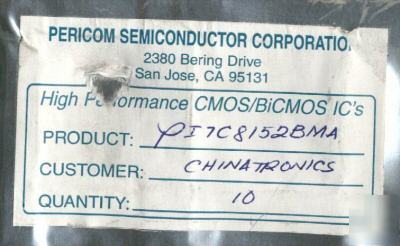 PERICOM SEMICONDUCTOR CORPORATION
2380 Bering Drive
San Jose, CA 95131
High Performance CMOS/BiCMOS IC's
PRODUCT: PI7C8152BMA
CUSTOMER: CHINATRONICS
QUANTITY: 10